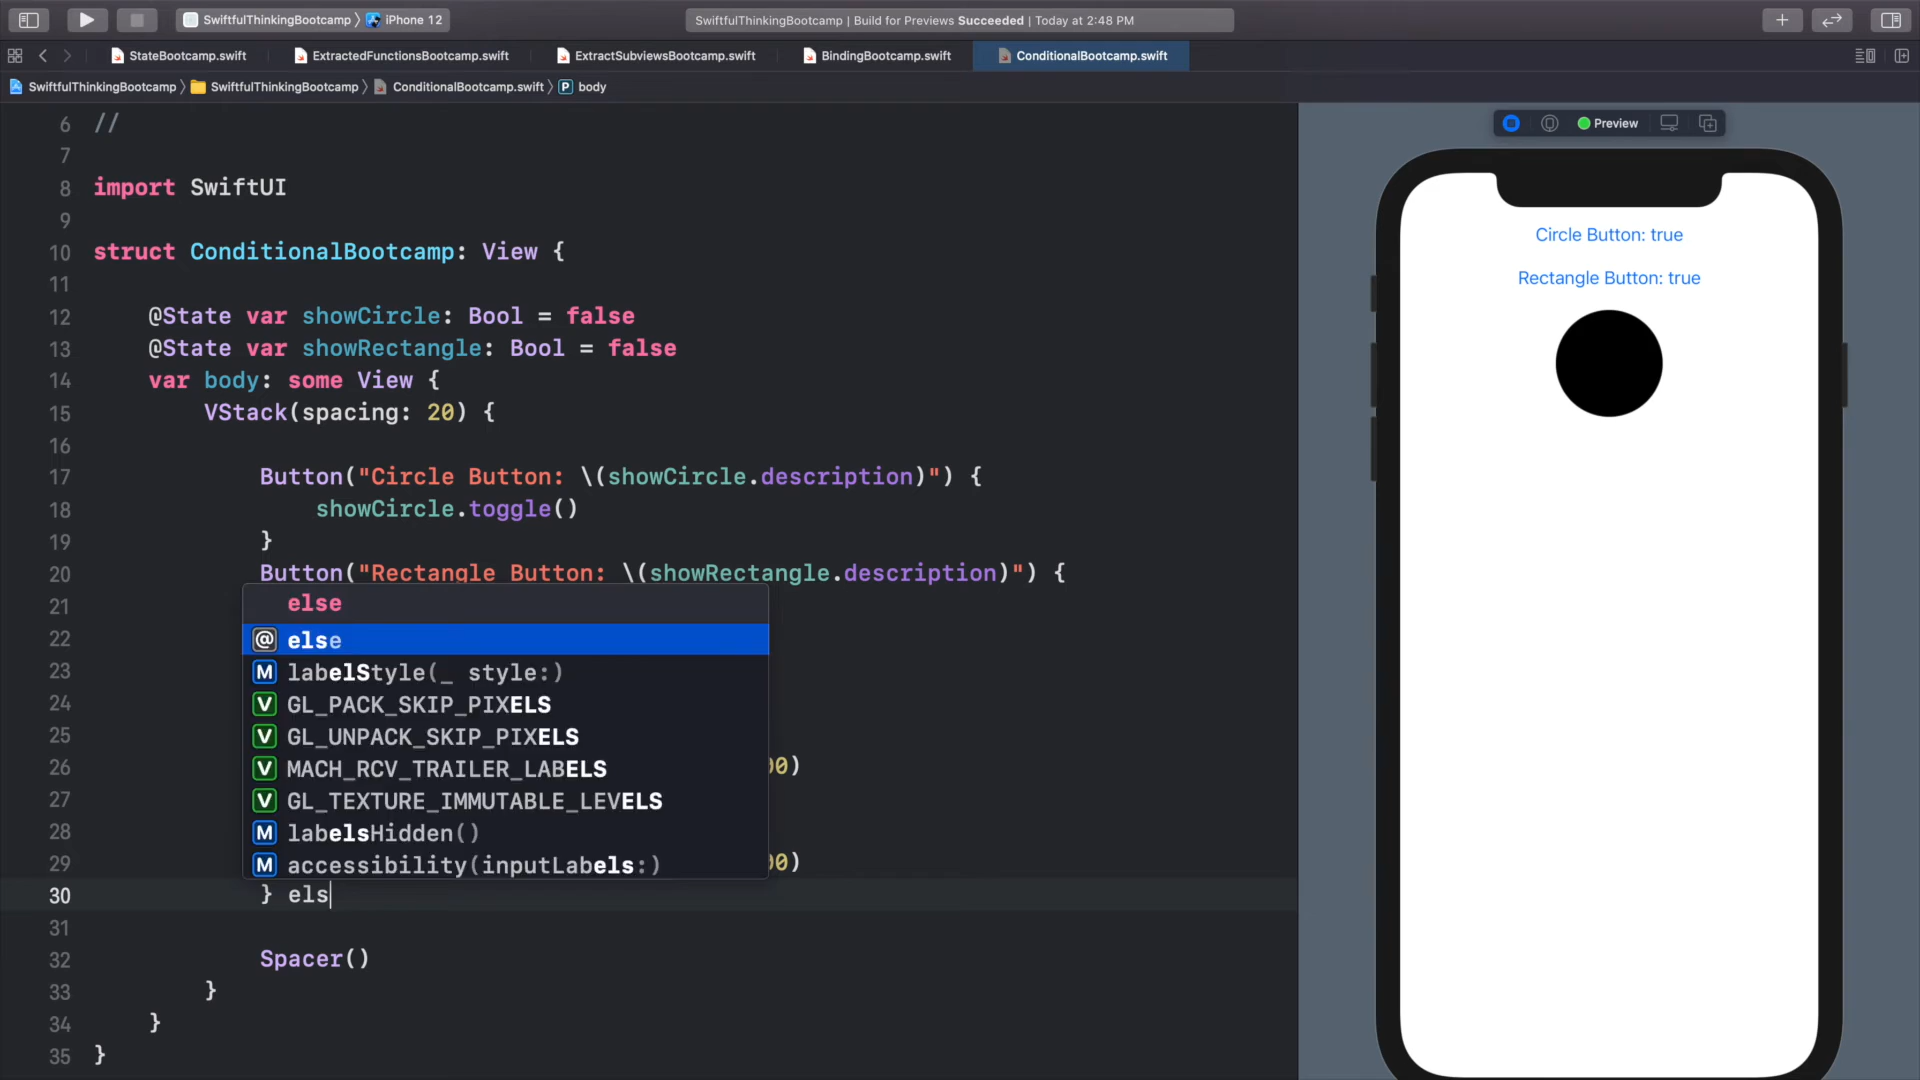 SwiftfulThinkingBootcamp 〉 iPhone 12
SwiftfulThinkingBootcamp | Build for Previews Succeeded | Today at 2:48 PM
StateBootcamp.swift
ExtractedFunctionsBootcamp.swift
ExtractSubviewsBootcamp.swift
BindingBootcamp.swift
ConditionalBootcamp.swift
SwiftfulThinkingBootcamp 〉 SwiftfulThinkingBootcamp 〉 ConditionalBootcamp.swift 〉 P body
6 //
7
8 import SwiftUI
9
10 struct ConditionalBootcamp: View {
11
12 @State var showCircle: Bool = false
13 @State var showRectangle: Bool = false
14 var body: some View {
15 VStack(spacing: 20) {
16
17 Button("Circle Button: \(showCircle.description)") {
18 showCircle.toggle()
19 }
20 Button("Rectangle Button: \(showRectangle.description)") {
21 else
22 @ else
23 M labelStyle(_ style:)
24 V GL_PACK_SKIP_PIXELS
25 V GL_UNPACK_SKIP_PIXELS
26 V MACH_RCV_TRAILER_LABELS 00)
27 V GL_TEXTURE_IMMUTABLE_LEVELS
28 M labelsHidden()
29 M accessibility(inputLabels:) 00)
30 } els
31
32 Spacer()
33 }
34 }
35 }
Preview
Circle Button: true
Rectangle Button: true